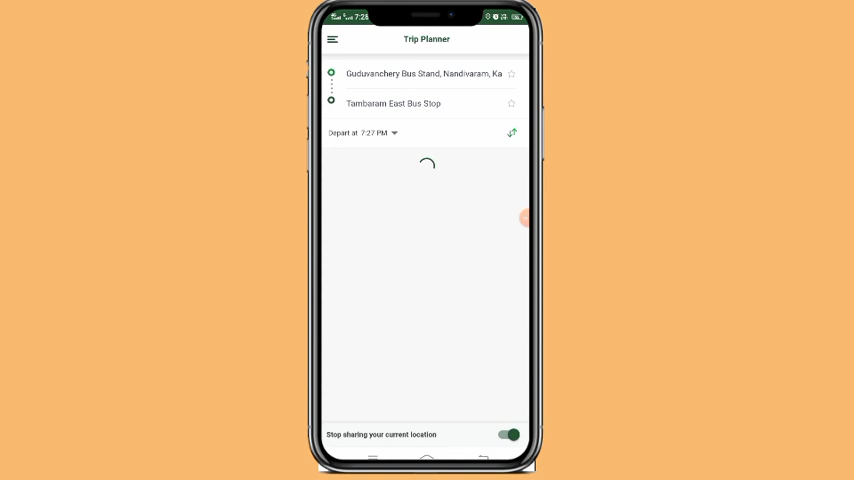 7:28
Trip Planner
Guduvanchery Bus Stand, Nandivaram, Ka
Tambaram East Bus Stop
Depart at 7:27 PM
Stop sharing your current location